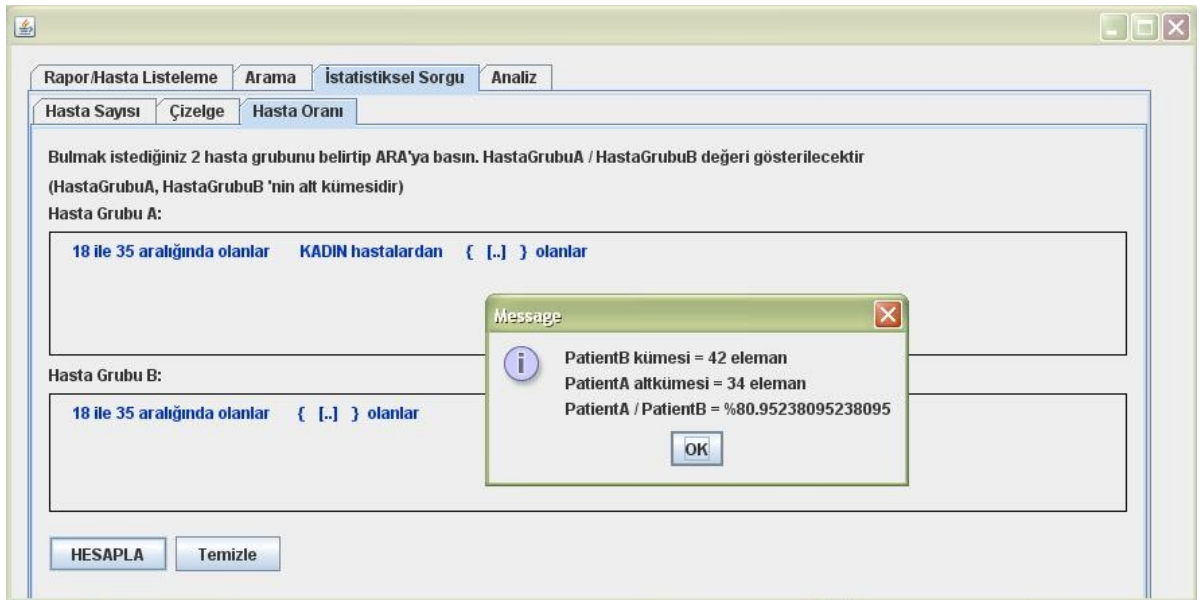 Rapor/Hasta Listeleme Arama İstatistiksel Sorgu Analiz
Hasta Sayısı Çizelge Hasta Oranı
Bulmak istediğiniz 2 hasta grubunu belirtip ARA'ya basın. HastaGrubuA / HastaGrubuB değeri gösterilecektir
(HastaGrubuA, HastaGrubuB 'nin alt kümesidir)
Hasta Grubu A:
18 ile 35 aralığında olanlar KADIN hastalardan { [..] } olanlar
Message
PatientB kümesi = 42 eleman
PatientA altkümesi = 34 eleman
PatientA / PatientB = %80.95238095238095
OK
Hasta Grubu B:
18 ile 35 aralığında olanlar { [..] } olanlar
HESAPLA Temizle